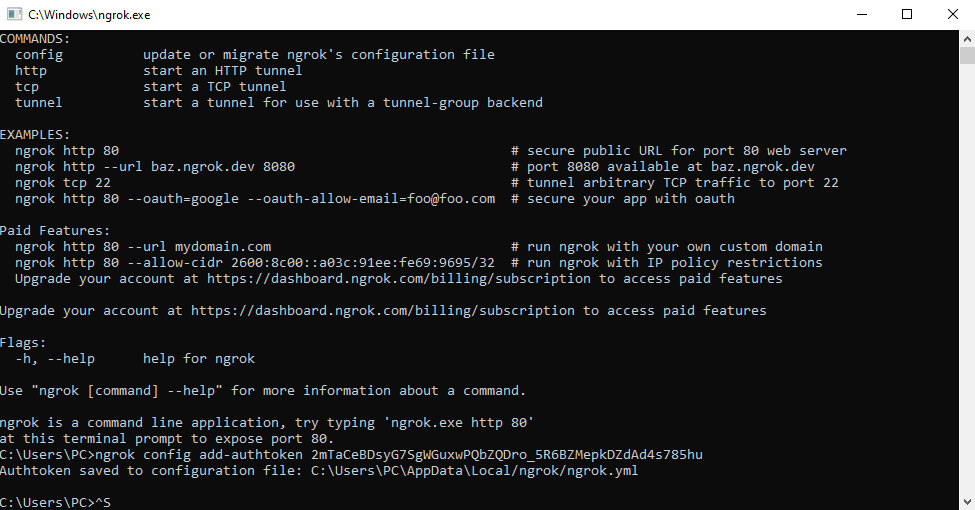 C:\Windows\ngrok.exe
COMMANDS:
config update or migrate ngrok's configuration file
http start an HTTP tunnel
tcp start a TCP tunnel
tunnel start a tunnel for use with a tunnel-group backend
EXAMPLES:
ngrok http 80 # secure public URL for port 80 web server
ngrok http --url baz.ngrok.dev 8080 # port 8080 available at baz.ngrok.dev
ngrok tcp 22 # tunnel arbitrary TCP traffic to port 22
ngrok http 80 --oauth=google --oauth-allow-email=foo@foo.com # secure your app with oauth
Paid Features:
ngrok http 80 --url mydomain.com # run ngrok with your own custom domain
ngrok http 80 --allow-cidr 2600:8c00::a03c:91ee:fe69:9695/32 # run ngrok with IP policy restrictions
Upgrade your account at https://dashboard.ngrok.com/billing/subscription to access paid features
Upgrade your account at https://dashboard.ngrok.com/billing/subscription to access paid features
Flags:
-h, --help help for ngrok
Use "ngrok [command] --help" for more information about a command.
ngrok is a command line application, try typing 'ngrok.exe http 80'
at this terminal prompt to expose port 80.
C:\Users\PC>ngrok config add-authtoken 2mTaCeBDsyG7SgWGuxwPQbZQDro_5R6BZMepkDZdAd4s785hu
Authtoken saved to configuration file: C:\Users\PC\AppData\Local/ngrok/ngrok.yml
C:\Users\PC>^S